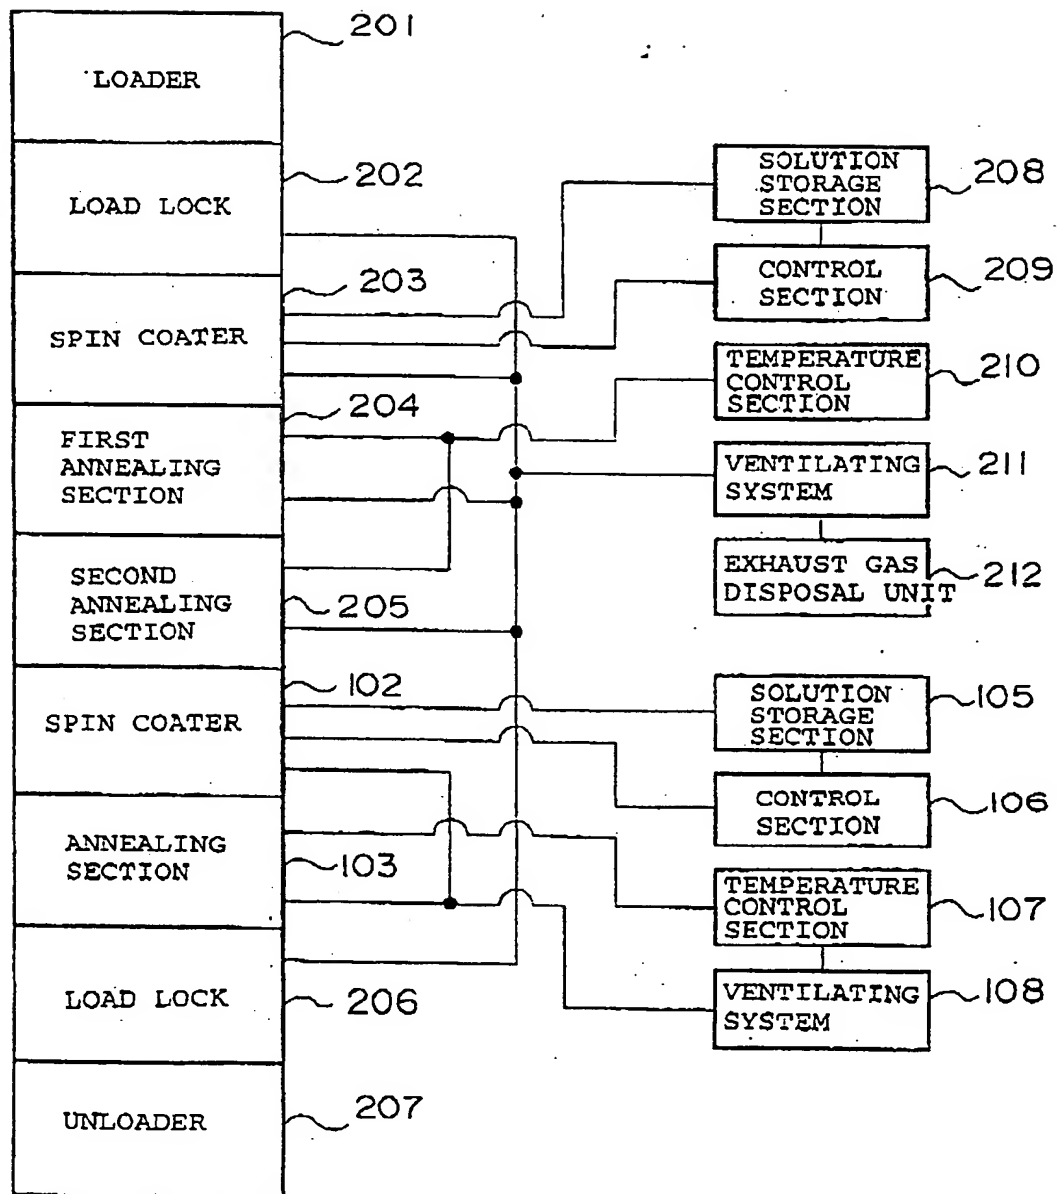 LOADER
201
LOAD LOCK
202
SPIN COATER
203
FIRST
ANNEALING
SECTION
204
SECOND
ANNEALING
SECTION
205
SPIN COATER
102
ANNEALING
SECTION
103
LOAD LOCK
206
UNLOADER
207
SOLUTION
STORAGE
SECTION
208
CONTROL
SECTION
209
TEMPERATURE
CONTROL
SECTION
210
VENTILATING
SYSTEM
211
EXHAUST GAS
DISPOSAL UNIT
212
SOLUTION
STORAGE
SECTION
105
CONTROL
SECTION
106
TEMPERATURE
CONTROL
SECTION
107
VENTILATING
SYSTEM
108